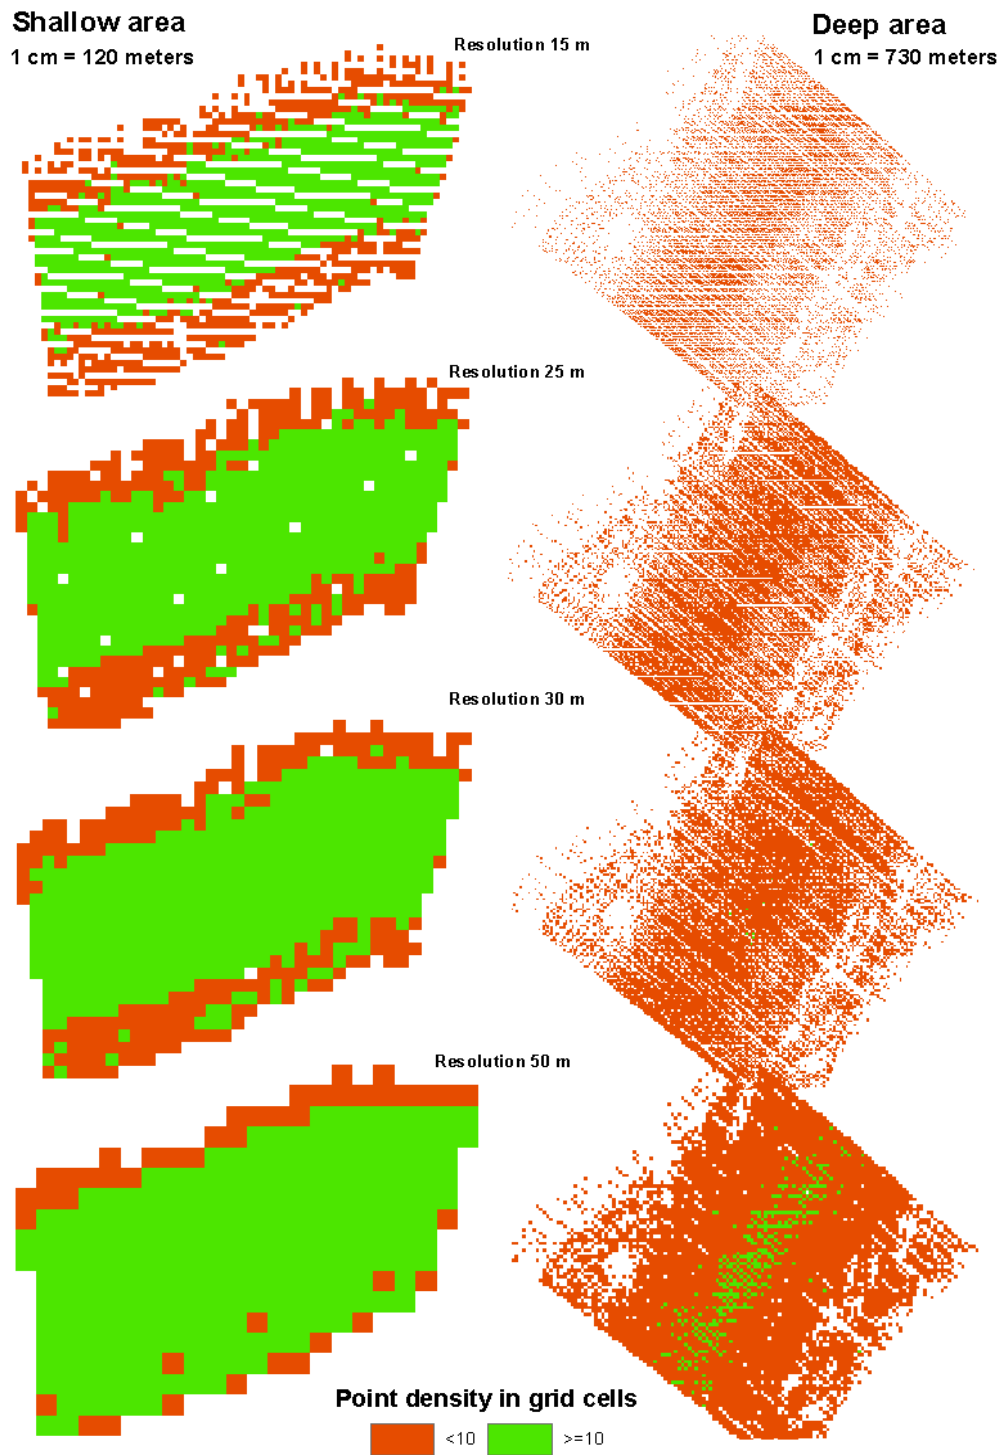 Shallow area
1 cm = 120 meters
Deep area
1 cm = 730 meters
Resolution 15 m
Resolution 25 m
Resolution 30 m
Resolution 50 m
Point density in grid cells
<10 >=10